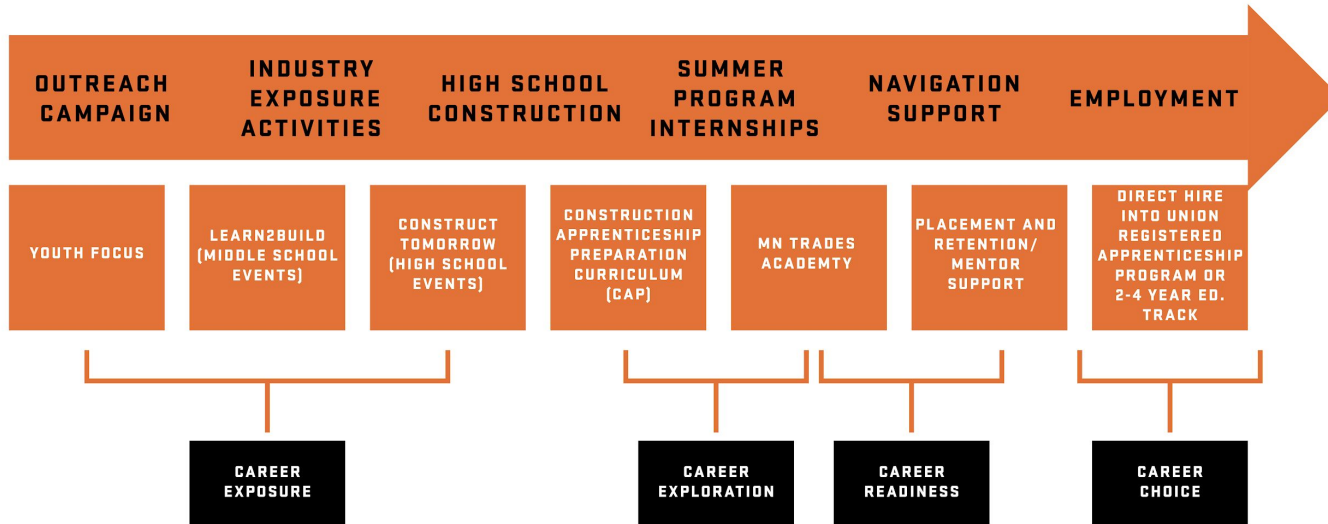 OUTREACH
CAMPAIGN
INDUSTRY
EXPOSURE
ACTIVITIES
HIGH SCHOOL
CONSTRUCTION
SUMMER
PROGRAM
INTERNSHIPS
NAVIGATION
SUPPORT
EMPLOYMENT
YOUTH FOCUS
LEARN2BUILD
(MIDDLE SCHOOL
EVENTS)
CONSTRUCT
TOMORROW
(HIGH SCHOOL
EVENTS)
CONSTRUCTION
APPRENTICESHIP
PREPARATION
CURRICULUM
(CAP)
MN TRADES
ACADEMTY
PLACEMENT AND
RETENTION/
MENTOR
SUPPORT
DIRECT HIRE
INTO UNION
REGISTERED
APPRENTICESHIP
PROGRAM OR
2-4 YEAR ED.
TRACK
CAREER
EXPOSURE
CAREER
EXPLORATION
CAREER
READINESS
CAREER
CHOICE